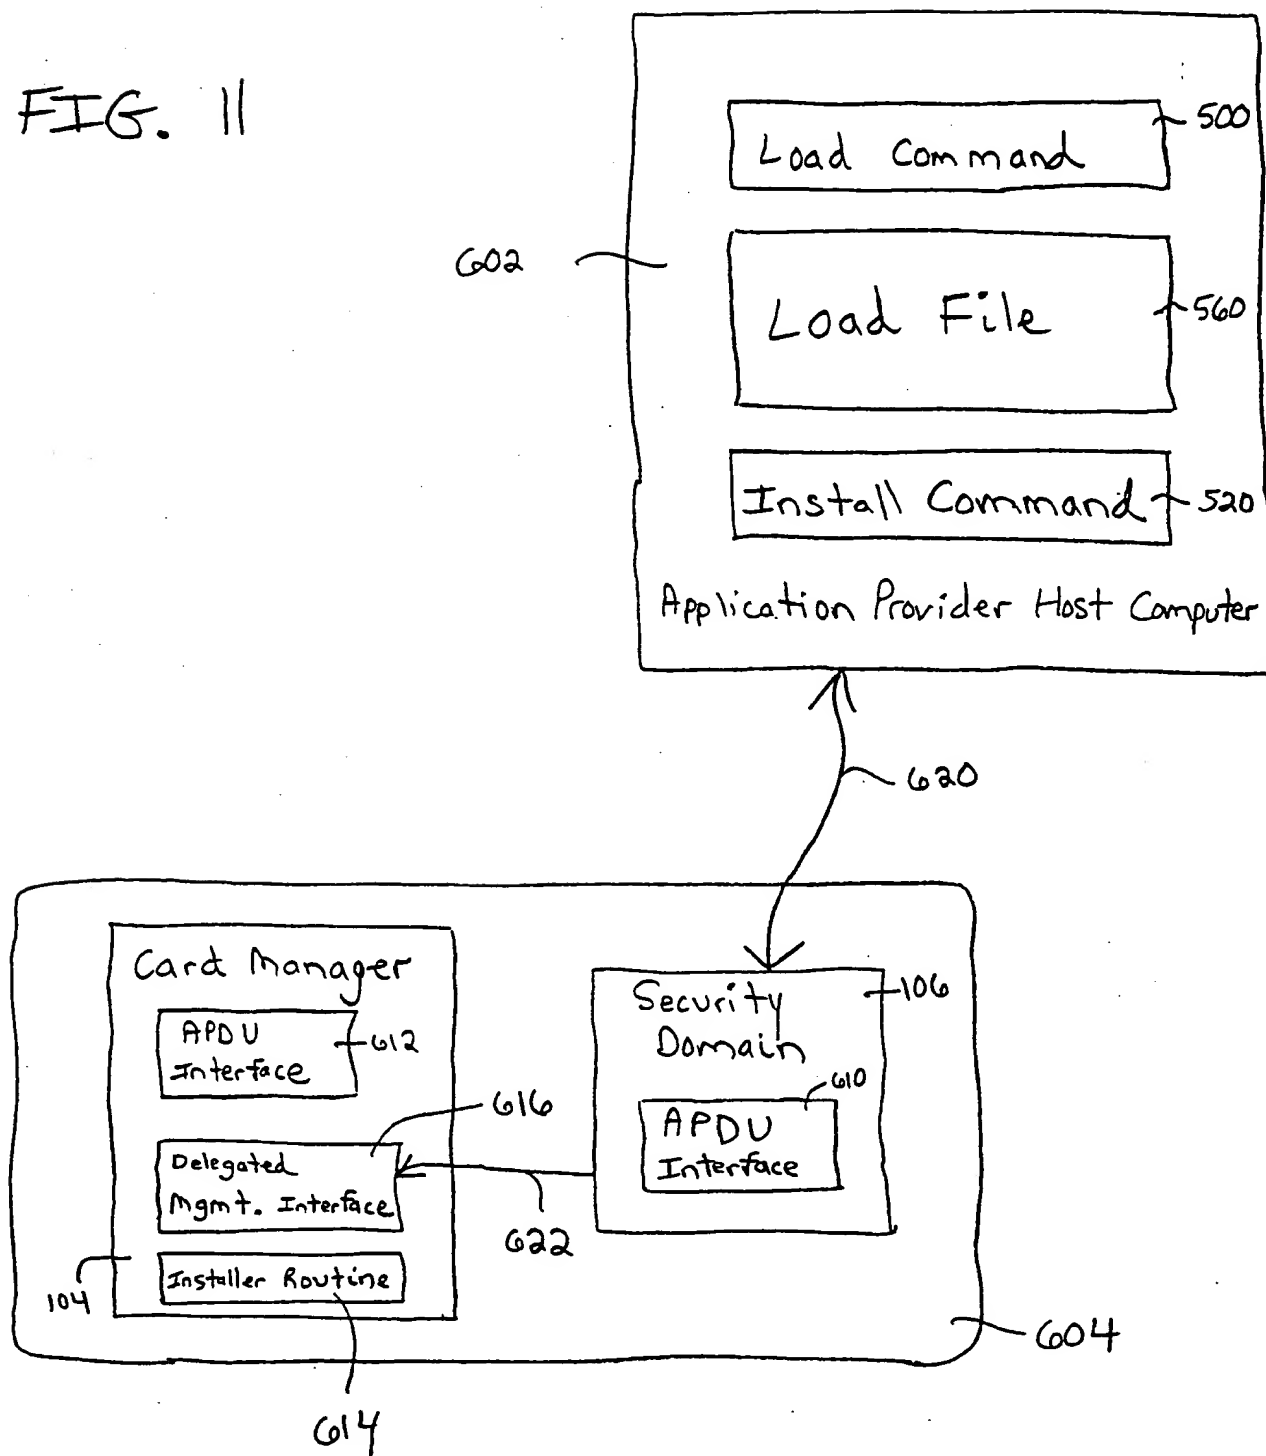 FIG. 11
Load Command
500
602
Load File
560
Install Command
520
Application Provider Host Computer
620
Card Manager
APDU
Interface
612
Security
Domain
106
610
APDU
Interface
616
Delegated
Mgmt. Interface
622
Installer Routine
104
604
614